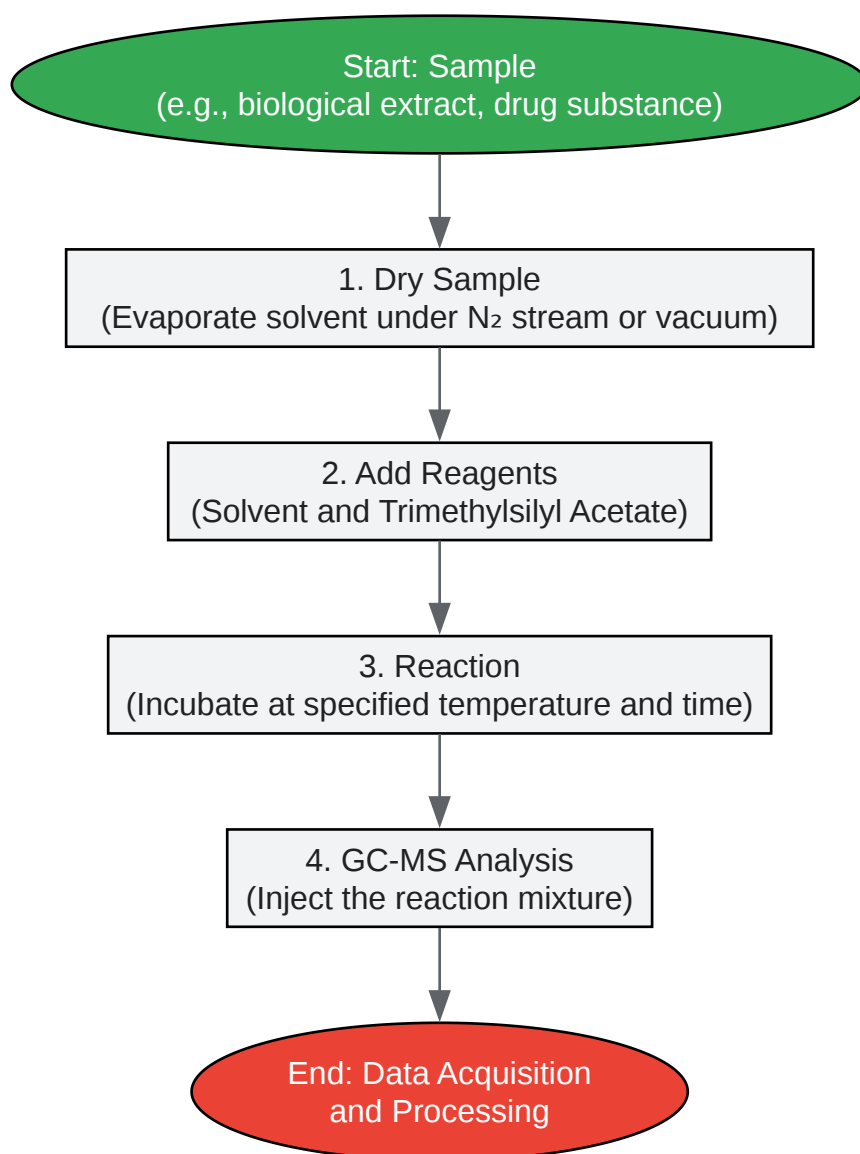 Start: Sample
(e.g., biological extract, drug substance)
1. Dry Sample
(Evaporate solvent under N₂ stream or vacuum)
2. Add Reagents
(Solvent and Trimethylsilyl Acetate)
3. Reaction
(Incubate at specified temperature and time)
4. GC-MS Analysis
(Inject the reaction mixture)
End: Data Acquisition
and Processing